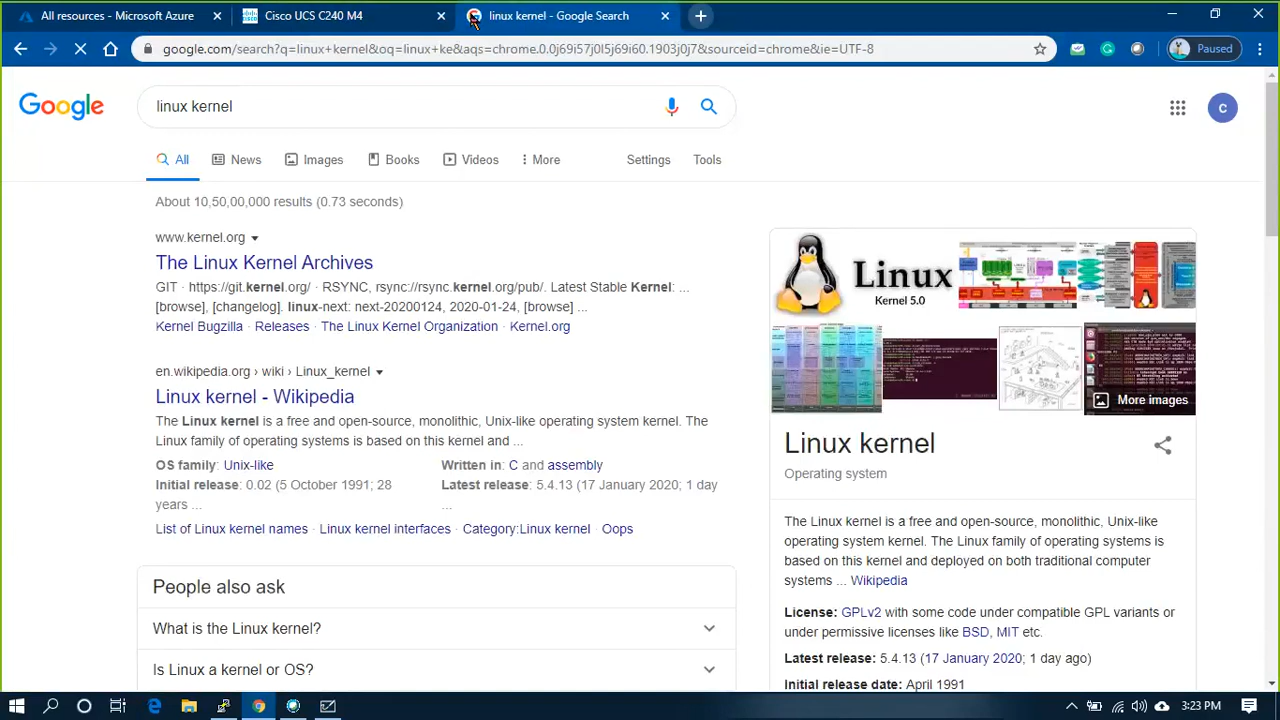 All resources - Microsoft Azure
Cisco UCS C240 M4
linux kernel - Google Search
google.com/search?q=linux+kernel&oq=linux+ke&aqs=chrome.0.0j69i57j0l5j69i60.1903j0j7&sourceid=chrome&ie=UTF-8
Paused
Google
linux kernel
C
All
News
Images
Books
Videos
More
Settings
Tools
About 10,50,00,000 results (0.73 seconds)
www.kernel.org
The Linux Kernel Archives
GIT · https://git.kernel.org/ · RSYNC, rsync://rsync.kernel.org/pub/. Latest Stable Kernel: ...
[browse], [changelog]. linux-next: next-20200124, 2020-01-24, [browse] ...
Kernel Bugzilla · Releases · The Linux Kernel Organization · Kernel.org
en.wikipedia.org › wiki › Linux_kernel
Linux kernel - Wikipedia
The Linux kernel is a free and open-source, monolithic, Unix-like operating system kernel. The
Linux family of operating systems is based on this kernel and ...
OS family: Unix-like
Written in: C and assembly
Initial release: 0.02 (5 October 1991; 28
years ...
Latest release: 5.4.13 (17 January 2020; 1 day
...
List of Linux kernel names · Linux kernel interfaces · Category:Linux kernel · Oops
People also ask
What is the Linux kernel?
Is Linux a kernel or OS?
Linux
Kernel 5.0
More images
Linux kernel
Operating system
The Linux kernel is a free and open-source, monolithic, Unix-like
operating system kernel. The Linux family of operating systems is
based on this kernel and deployed on both traditional computer
systems ... Wikipedia
License: GPLv2 with some code under compatible GPL variants or
under permissive licenses like BSD, MIT etc.
Latest release: 5.4.13 (17 January 2020; 1 day ago)
Initial release date: April 1991
3:23 PM